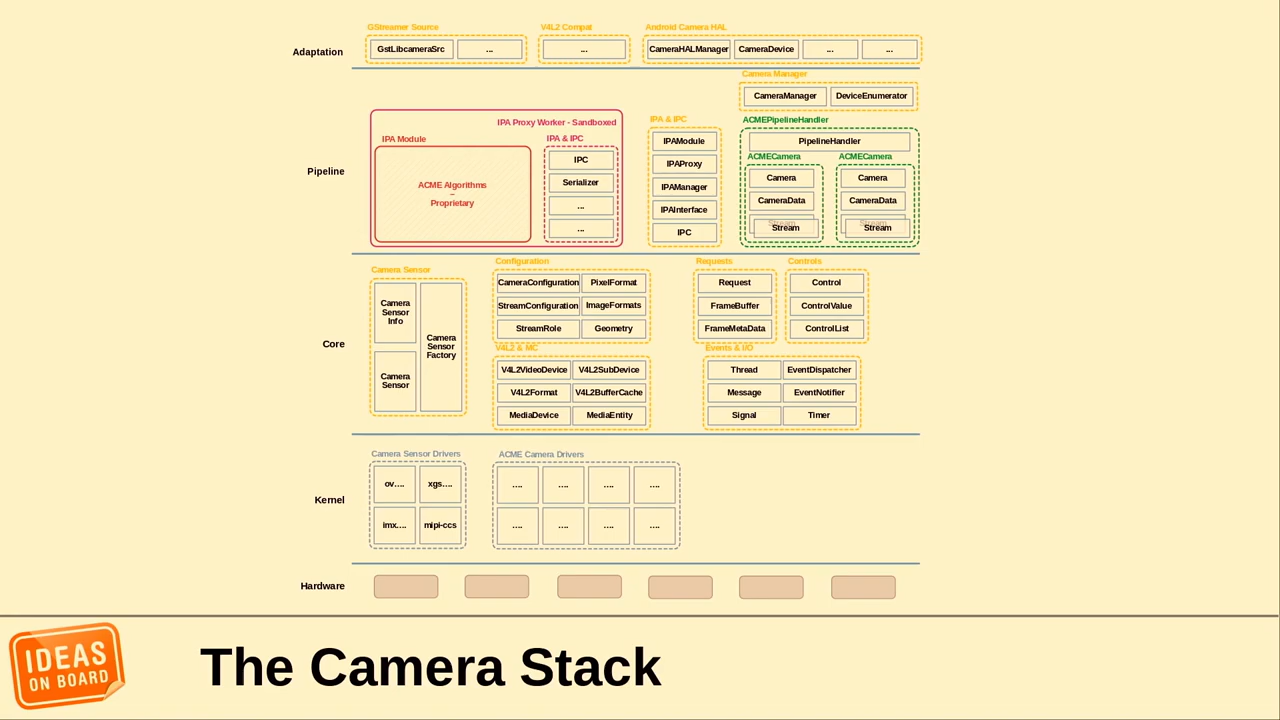 GStreamer Source
V4L2 Compat
Android Camera HAL
Adaptation
GstLibcameraSrc
...
...
CameraHALManager
CameraDevice
...
...
Camera Manager
CameraManager
DeviceEnumerator
Pipeline
IPA Proxy Worker - Sandboxed
IPA Module
ACME Algorithms
–
Proprietary
IPA & IPC
IPC
Serializer
...
...
IPA & IPC
IPAModule
IPAProxy
IPAManager
IPAInterface
IPC
ACMEPipelineHandler
PipelineHandler
ACMECamera
Camera
CameraData
Stream
Stream
ACMECamera
Camera
CameraData
Stream
Stream
Core
Camera Sensor
Camera
Sensor
Info
Camera
Sensor
Camera
Sensor
Factory
Configuration
CameraConfiguration
PixelFormat
StreamConfiguration
ImageFormats
StreamRole
Geometry
Requests
Request
FrameBuffer
FrameMetaData
Controls
Control
ControlValue
ControlList
V4L2 & MC
V4L2VideoDevice
V4L2SubDevice
V4L2Format
V4L2BufferCache
MediaDevice
MediaEntity
Events & I/O
Thread
EventDispatcher
Message
EventNotifier
Signal
Timer
Kernel
Camera Sensor Drivers
ov....
xgs....
imx....
mipi-ccs
ACME Camera Drivers
....
....
....
....
....
....
....
....
Hardware
IDEAS
ON BOARD
The Camera Stack